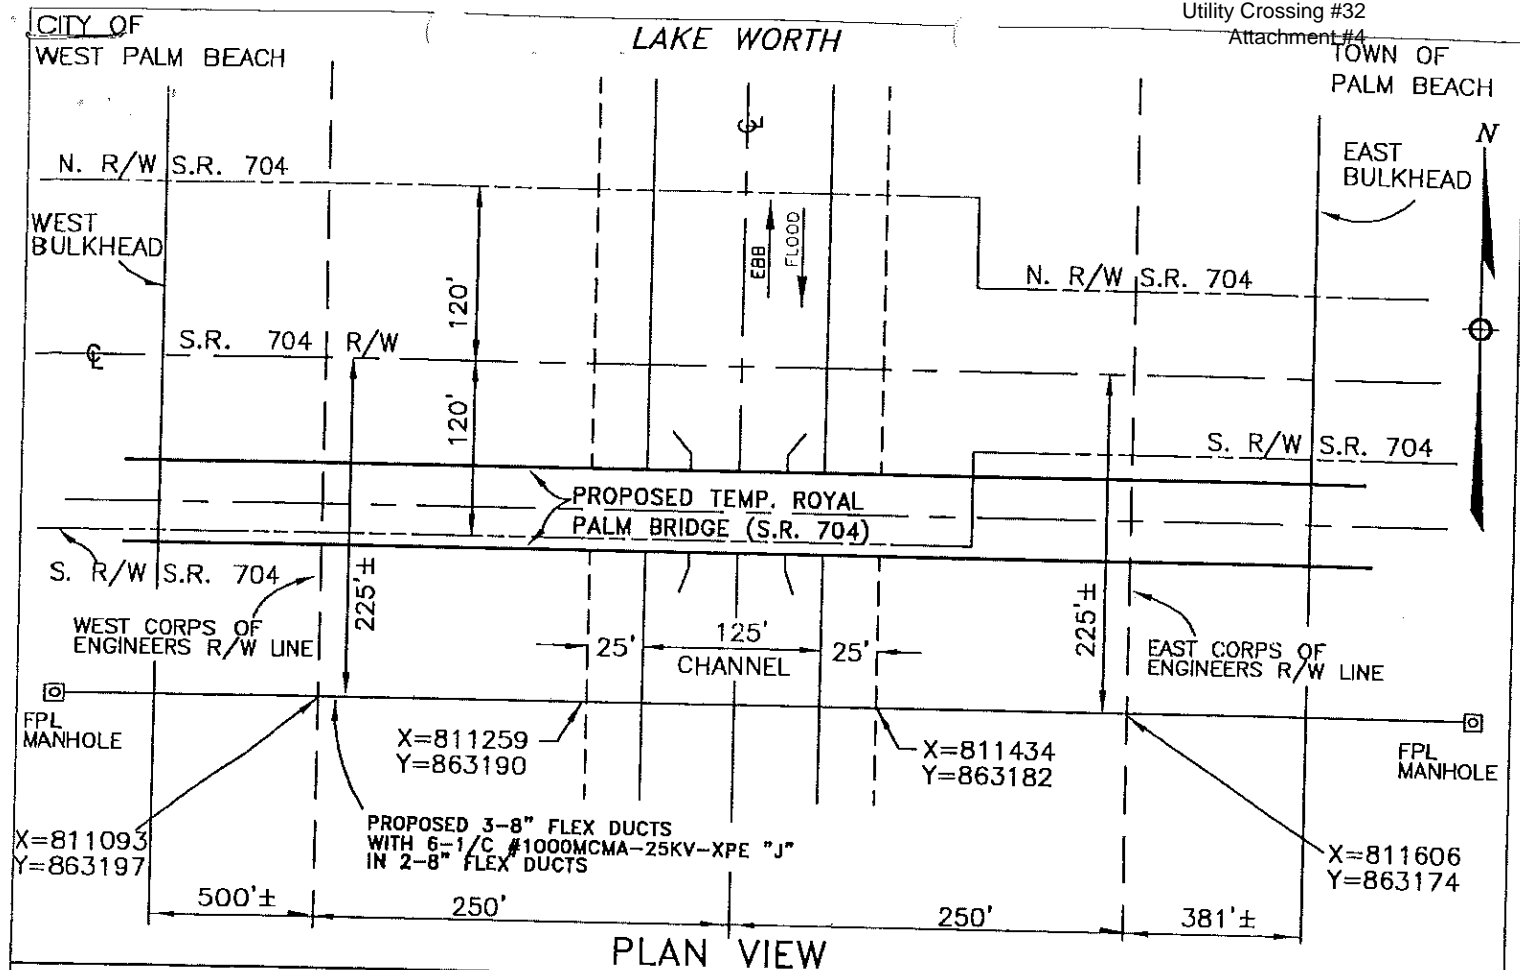 Utility Crossing #32
Attachment #4
CITY OF
WEST PALM BEACH
LAKE WORTH
TOWN OF
PALM BEACH
N
N. R/W S.R. 704
EAST
BULKHEAD
WEST
BULKHEAD
120'
EBB
FLOOD
N. R/W S.R. 704
℄
℄
S.R. 704 R/W
120'
S. R/W S.R. 704
PROPOSED TEMP. ROYAL
PALM BRIDGE (S.R. 704)
S. R/W S.R. 704
225'±
225'±
WEST CORPS OF
ENGINEERS R/W LINE
25'
125'
CHANNEL
25'
EAST CORPS OF
ENGINEERS R/W LINE
FPL
MANHOLE
X=811259
Y=863190
X=811434
Y=863182
FPL
MANHOLE
PROPOSED 3-8" FLEX DUCTS
WITH 6-1/C #1000MCMA-25KV-XPE "J"
IN 2-8" FLEX DUCTS
X=811093
Y=863197
X=811606
Y=863174
500'±
250'
250'
381'±
PLAN VIEW